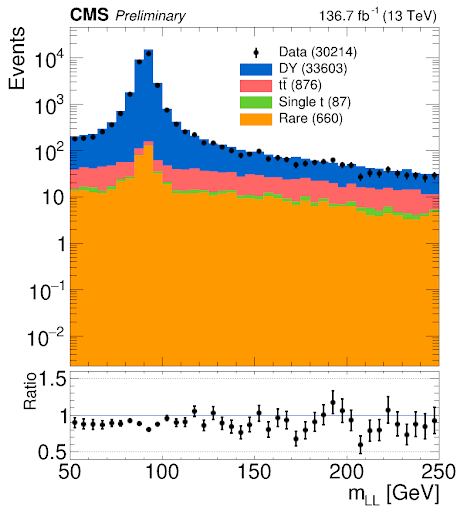 CMS Preliminary 136.7 fb⁻¹ (13 TeV)
Events
10⁴
10³
10²
10
1
10⁻¹
10⁻²
Data (30214)
DY (33603)
tt̄ (876)
Single t (87)
Rare (660)
Ratio
1.5
1
0.5
50 100 150 200 250
mLL [GeV]